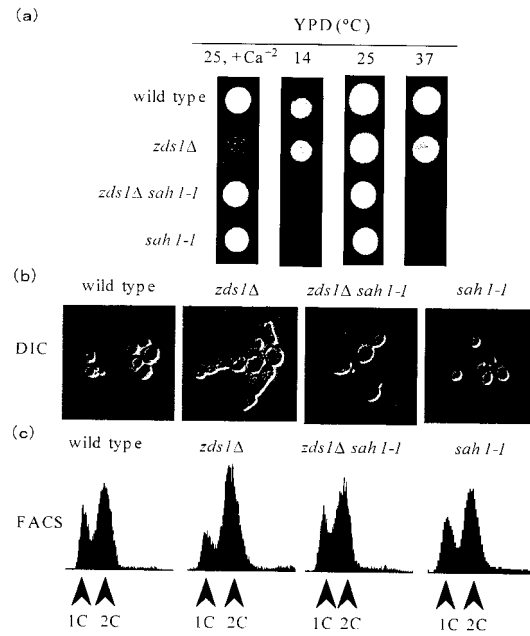 (a)
YPD (°C)
25, +Ca⁺² 14 25 37
wild type
zds1Δ
zds1Δ sah1-1
sah1-1
(b)
wild type zds1Δ zds1Δ sah1-1 sah1-1
DIC
(c)
wild type zds1Δ zds1Δ sah1-1 sah1-1
FACS
1C 2C 1C 2C 1C 2C 1C 2C